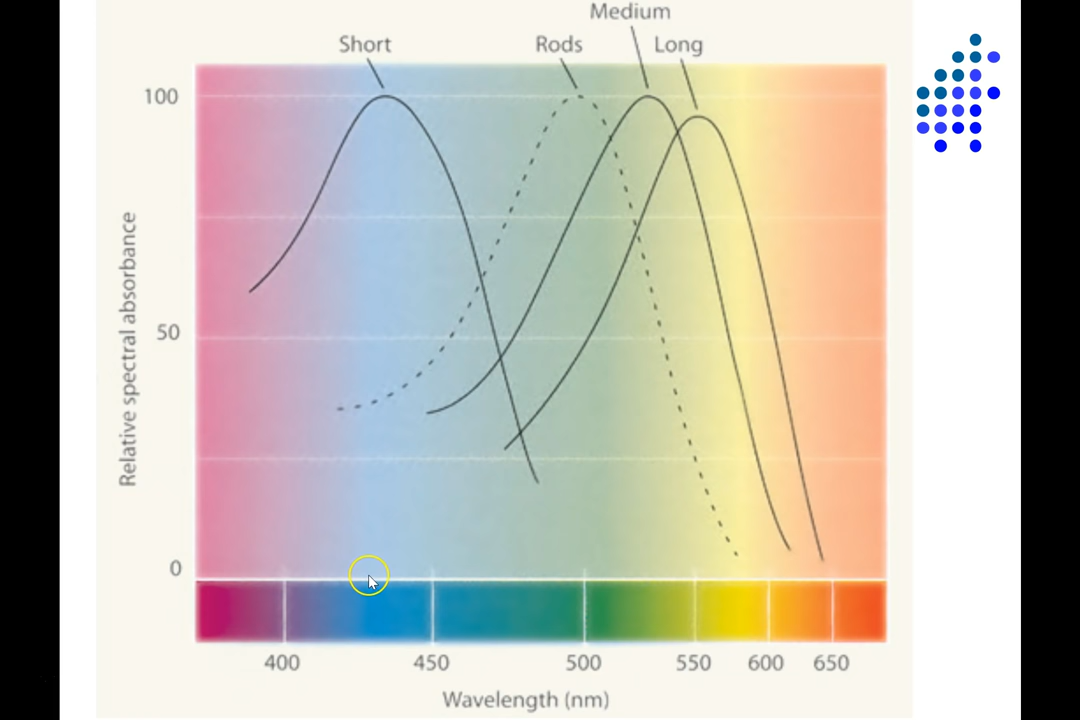 Medium
Short Rods Long
100
50
0
Relative spectral absorbance
400 450 500 550 600 650
Wavelength (nm)